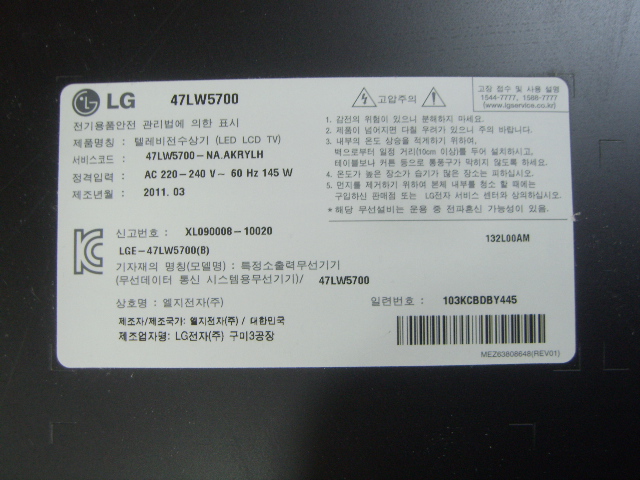 LG 47LW5700
전기용품안전 관리법에 의한 표시
제품명칭 : 텔레비전수상기 (LED LCD TV)
서비스코드 : 47LW5700-NA.AKRYLH
정격입력 : AC 220-240 V~ 60 Hz 145 W
제조년월 : 2011. 03
고압주의
고장 접수 및 사용 설명
1544-7777, 1588-7777
(www.lgservice.co.kr)
1. 감전의 위험이 있으니 분해하지 마세요.
2. 제품이 넘어지면 다칠 우려가 있으니 주의 하세요.
3. 내부의 온도 상승을 적게하기 위하여,
벽으로부터 일정 거리(10cm 이상)를 두어 설치하고,
테이블보나 커튼 등으로 통풍구가 막히지 않도록 하세요.
4. 온도가 높은 장소나 습기가 많은 장소는 피하십시오.
5. 먼지를 제거하기 위하여 본체 내부를 청소 할 때에는
구입하신 판매점 또는 LG전자 서비스 센터와 상의하십시오.
* 해당 무선설비는 운용 중 전파혼신 가능성이 있음.
신고번호 : XL090008-10020
LGE-47LW5700(B)
132L00AM
기자재의 명칭(모델명) : 특정소출력무선기기
(무선데이터 통신 시스템용무선기기)/ 47LW5700
상호명 : 엘지전자(주)
일련번호 : 103KCBDBY445
제조자/제조국가: 엘지전자(주) / 대한민국
제조업자명: LG전자(주) 구미3공장
MEZ63808648(REV01)